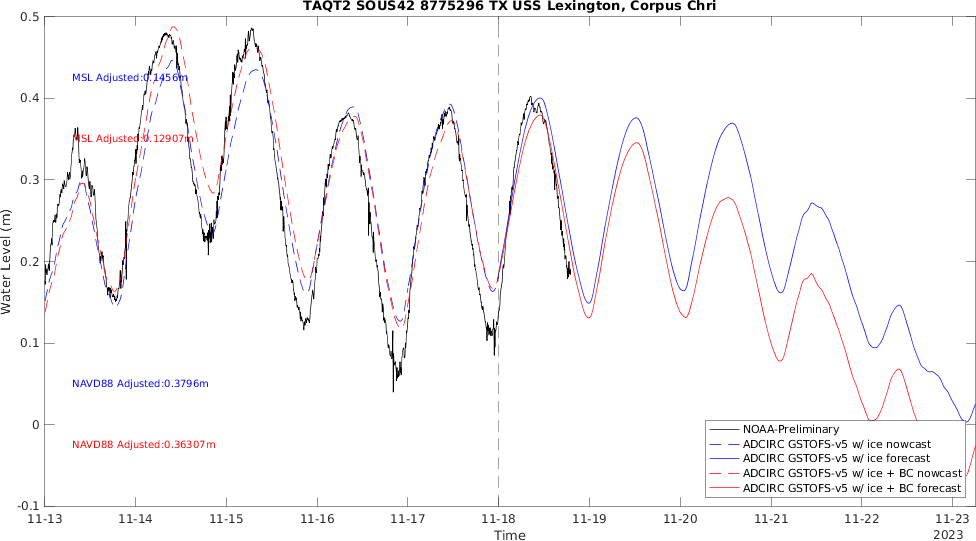 TAQT2 SOUS42 8775296 TX USS Lexington, Corpus Chri
0.5
0.4
0.3
0.2
0.1
0
-0.1
Water Level (m)
MSL Adjusted:0.1456m
MSL Adjusted:0.12907m
NAVD88 Adjusted:0.3796m
NAVD88 Adjusted:0.36307m
NOAA-Preliminary
ADCIRC GSTOFS-v5 w/ ice nowcast
ADCIRC GSTOFS-v5 w/ ice forecast
ADCIRC GSTOFS-v5 w/ ice + BC nowcast
ADCIRC GSTOFS-v5 w/ ice + BC forecast
11-13 11-14 11-15 11-16 11-17 11-18 11-19 11-20 11-21 11-22 11-23
Time
2023